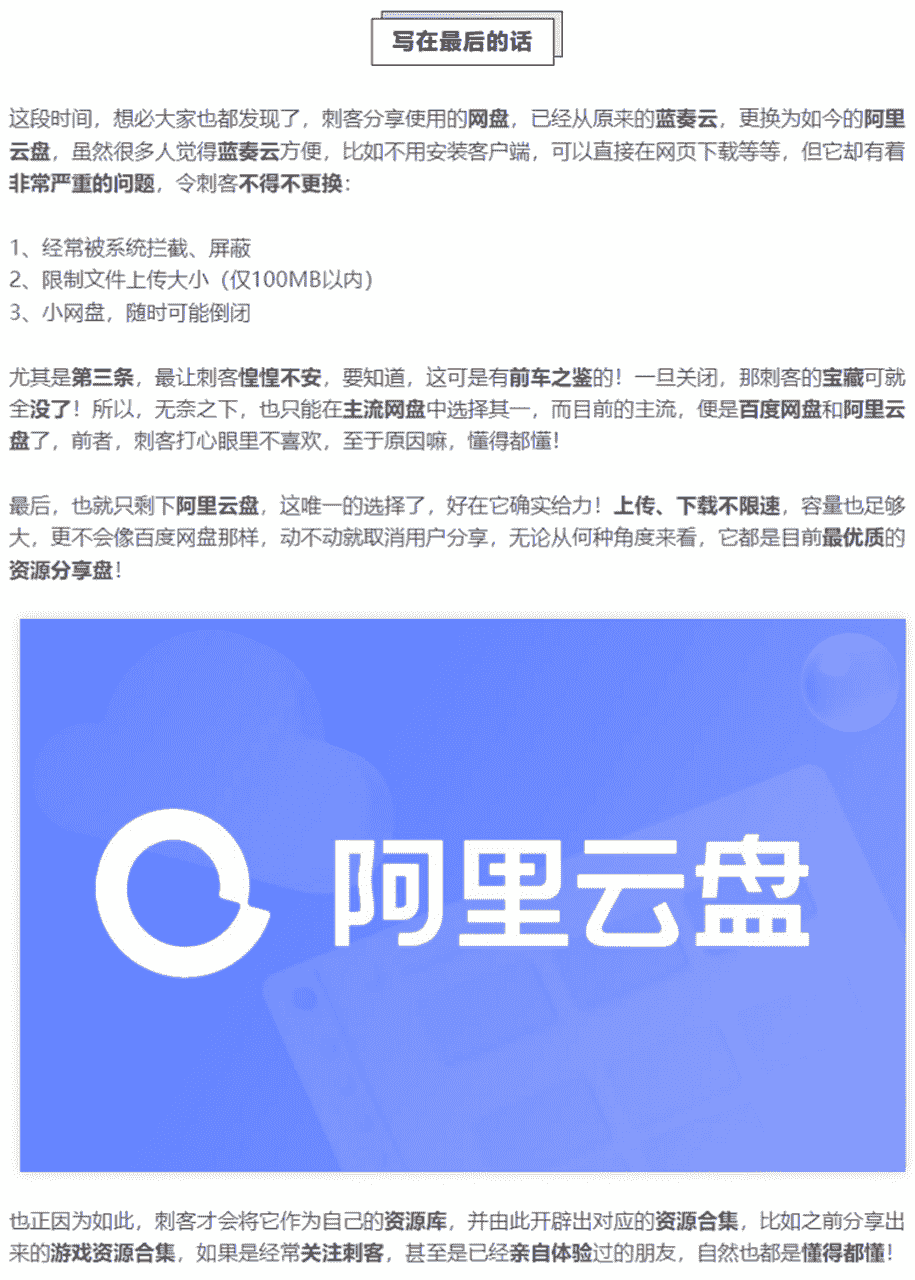 写在最后的话
这段时间，想必大家也都发现了，刺客分享使用的网盘，已经从原来的蓝奏云，更换为如今的阿里
云盘，虽然很多人觉得蓝奏云方便，比如不用安装客户端，可以直接在网页下载等等，但它却有着
非常严重的问题，令刺客不得不更换：
1、经常被系统拦截、屏蔽
2、限制文件上传大小（仅100MB以内）
3、小网盘，随时可能倒闭
尤其是第三条，最让刺客惶惶不安，要知道，这可是有前车之鉴的！一旦关闭，那刺客的宝藏可就
全没了！所以，无奈之下，也只能在主流网盘中选择其一，而目前的主流，便是百度网盘和阿里云
盘了，前者，刺客打心眼里不喜欢，至于原因嘛，懂得都懂！
最后，也就只剩下阿里云盘，这唯一的选择了，好在它确实给力！上传、下载不限速，容量也足够
大，更不会像百度网盘那样，动不动就取消用户分享，无论从何种角度来看，它都是目前最优质的
资源分享盘！
阿里云盘
也正因为如此，刺客才会将它作为自己的资源库，并由此开辟出对应的资源合集，比如之前分享出
来的游戏资源合集，如果是经常关注刺客，甚至是已经亲自体验过的朋友，自然也都是懂得都懂！